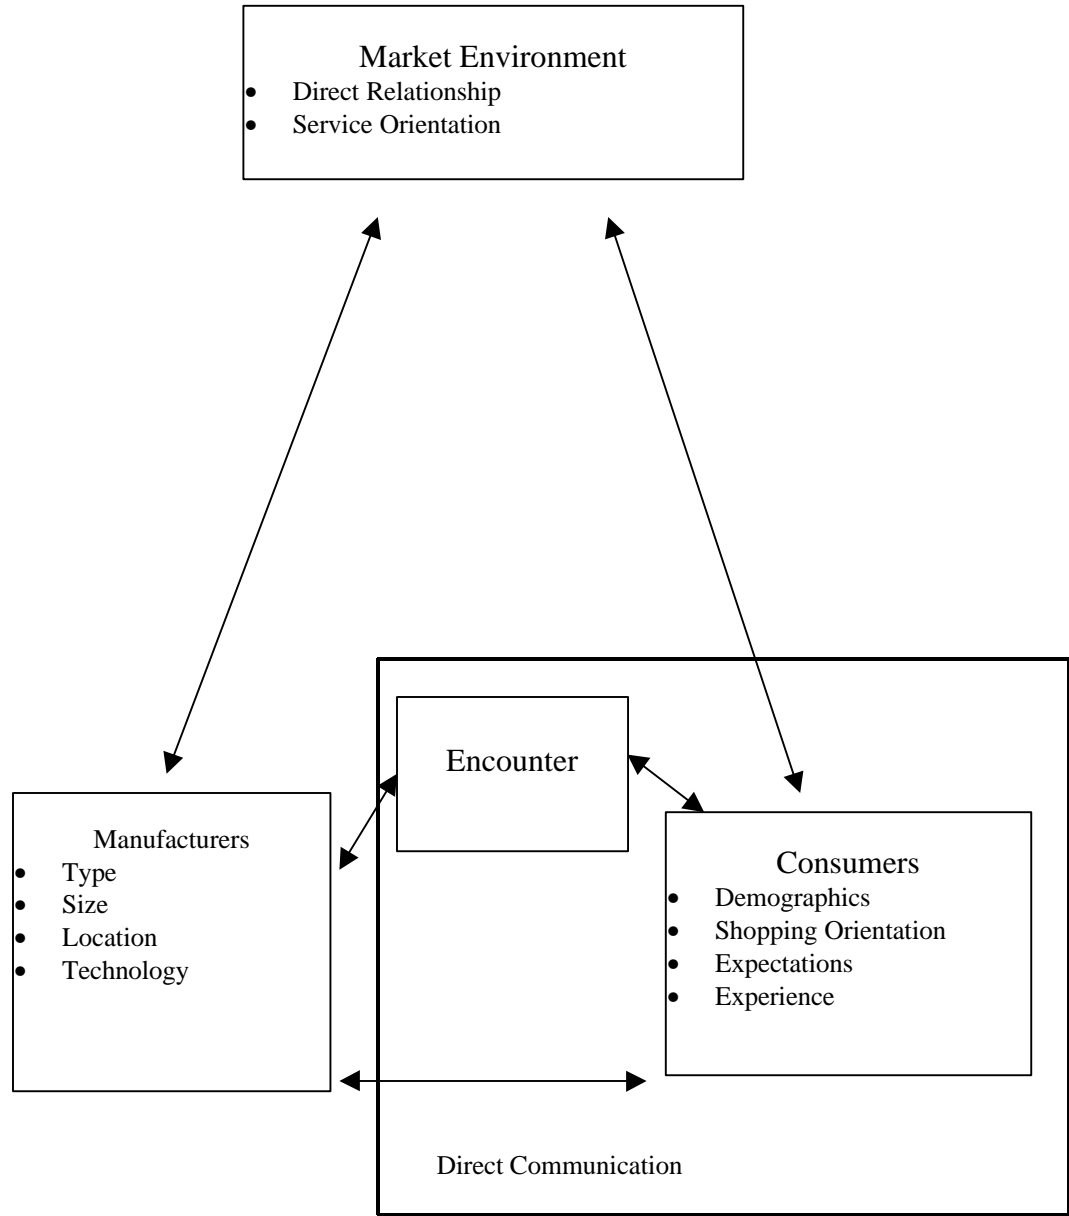 Market Environment
• Direct Relationship
• Service Orientation
Encounter
Manufacturers
• Type
• Size
• Location
• Technology
Consumers
• Demographics
• Shopping Orientation
• Expectations
• Experience
Direct Communication